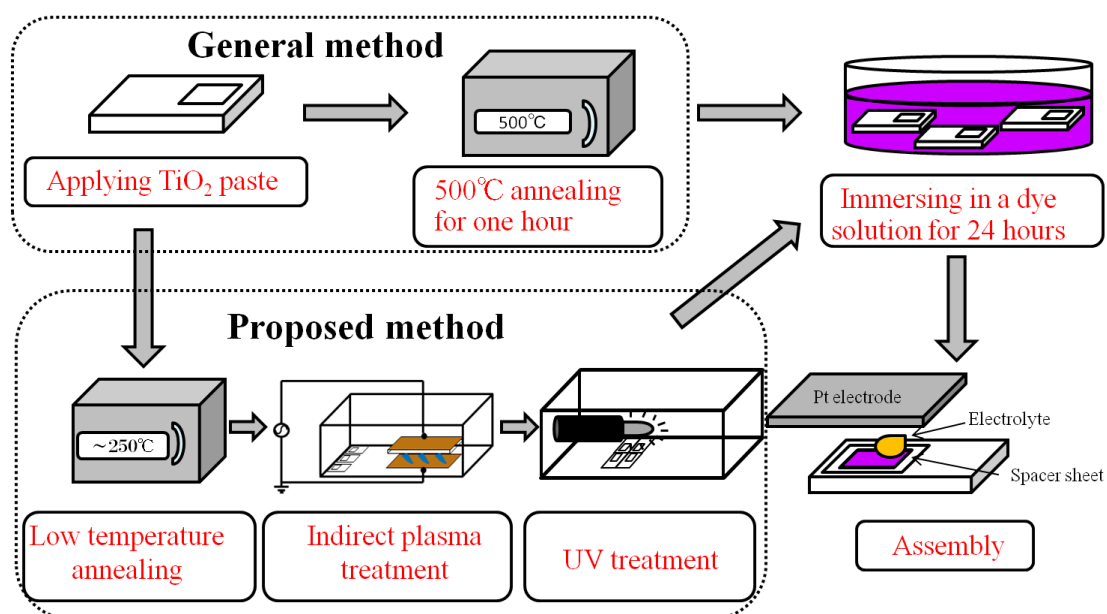 General method
500℃
Applying TiO₂ paste
500℃ annealing
for one hour
Immersing in a dye
solution for 24 hours
Proposed method
～250℃
Pt electrode
Electrolyte
Spacer sheet
Low temperature
annealing
Indirect plasma
treatment
UV treatment
Assembly